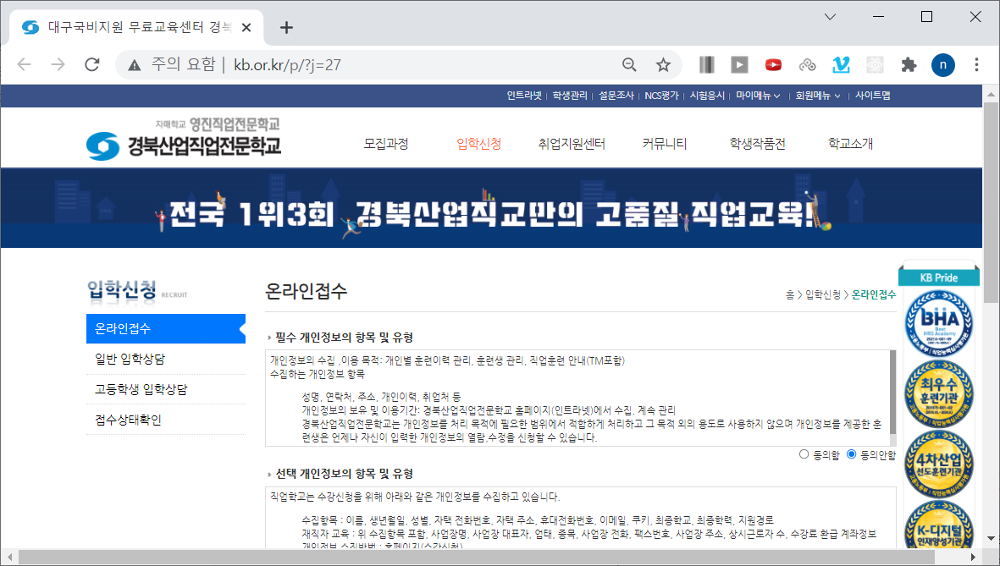 대구국비지원 무료교육센터 경북
주의 요함 | kb.or.kr/p/?j=27
n
인트라넷 | 학생관리 | 설문조사 | NCS평가 | 시험응시 | 마이메뉴 | 회원메뉴 | 사이트맵
자매학교 영진직업전문학교
경북산업직업전문학교
모집과정 입학신청 취업지원센터 커뮤니티 학생작품전 학교소개
전국 1위3회 경북산업직교만의 고품질 직업교육!
입학신청 RECRUIT
온라인접수
일반 입학상담
고등학생 입학상담
접수상태확인
온라인접수
홈 > 입학신청 > 온라인접수
필수 개인정보의 항목 및 유형
개인정보의 수집 ,이용 목적: 개인별 훈련이력 관리, 훈련생 관리, 직업훈련 안내(TM포함)
수집하는 개인정보 항목
성명, 연락처, 주소, 개인이력, 취업처 등
개인정보의 보유 및 이용기간: 경북산업직업전문학교 홈페이지(인트라넷)에서 수집. 계속 관리
경북산업직업전문학교는 개인정보를 처리 목적에 필요한 범위에서 적합하게 처리하고 그 목적 외의 용도로 사용하지 않으며 개인정보를 제공한 훈
련생은 언제나 자신이 입력한 개인정보의 열람,수정을 신청할 수 있습니다.
동의함 동의안함
선택 개인정보의 항목 및 유형
직업학교는 수강신청을 위해 아래와 같은 개인정보를 수집하고 있습니다.
수집항목 : 이름, 생년월일, 성별, 자택 전화번호, 자택 주소, 휴대전화번호, 이메일, 쿠키, 최종학교, 최종학력, 지원경로
재직자 교육 : 위 수집항목 포함, 사업장명, 사업장 대표자, 업태, 종목, 사업장 전화, 팩스번호, 사업장 주소, 상시근로자 수, 수강료 환급 계좌정보
개인정보 수집방법 : 홈페이지(수강신청)
KB Pride
BHA
Best
HRD Academy
최우수
훈련기관
4차산업
선도훈련기관
K-디지털
인재양성기관